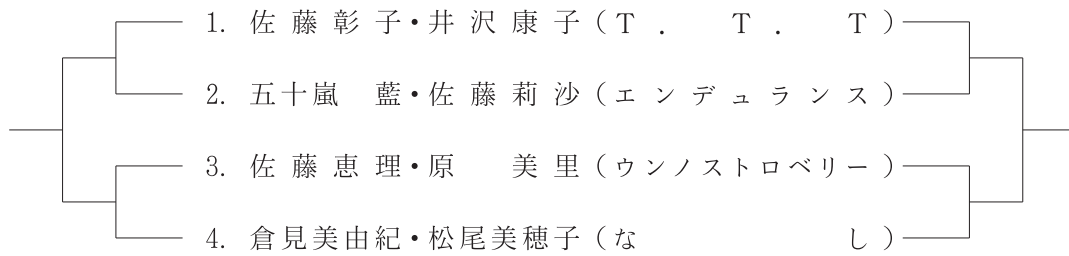 1. 佐藤彰子・井沢康子（T．T．T）
2. 五十嵐　藍・佐藤莉沙（エンデュランス）
3. 佐藤恵理・原　美里（ウンノストロベリー）
4. 倉見美由紀・松尾美穂子（なし）